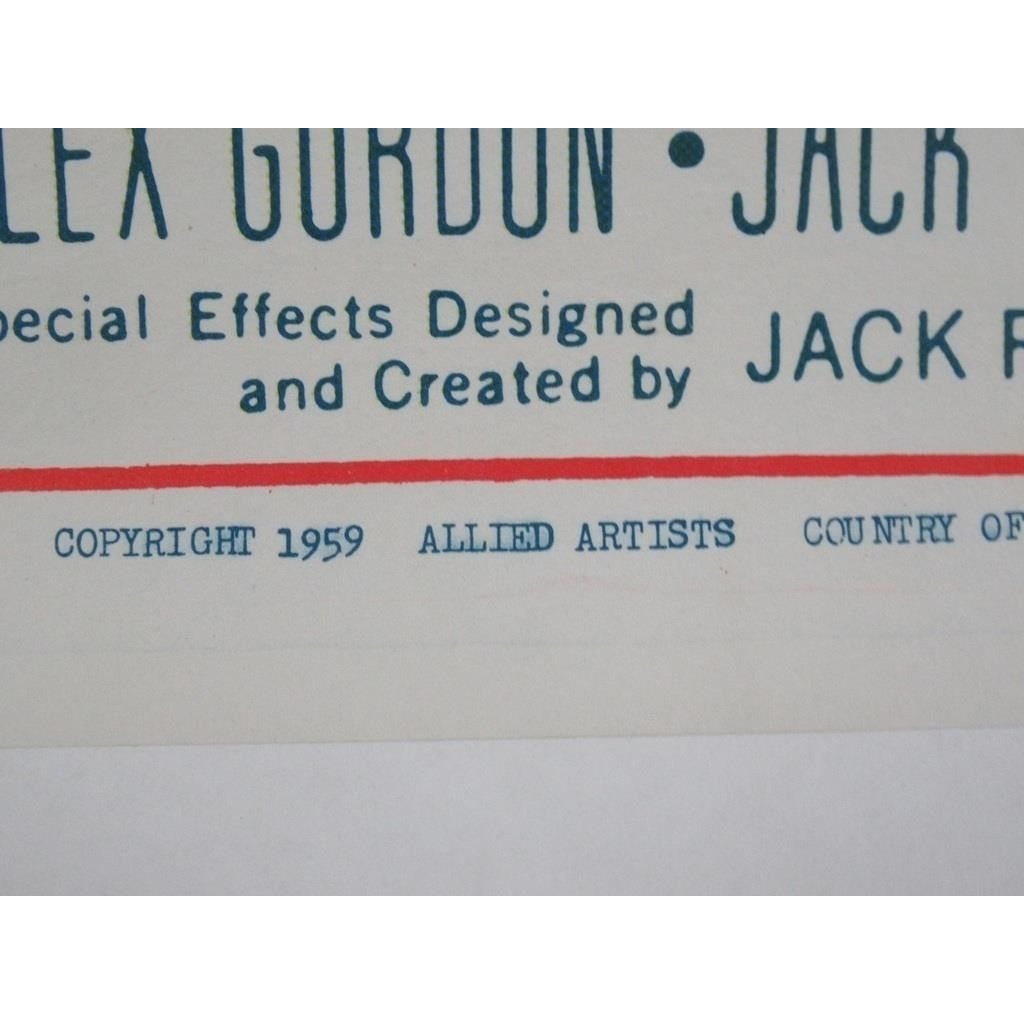 LEX GORDON • JACK
pecial Effects Designed
and Created by JACK R
COPYRIGHT 1959 ALLIED ARTISTS COUNTRY OF